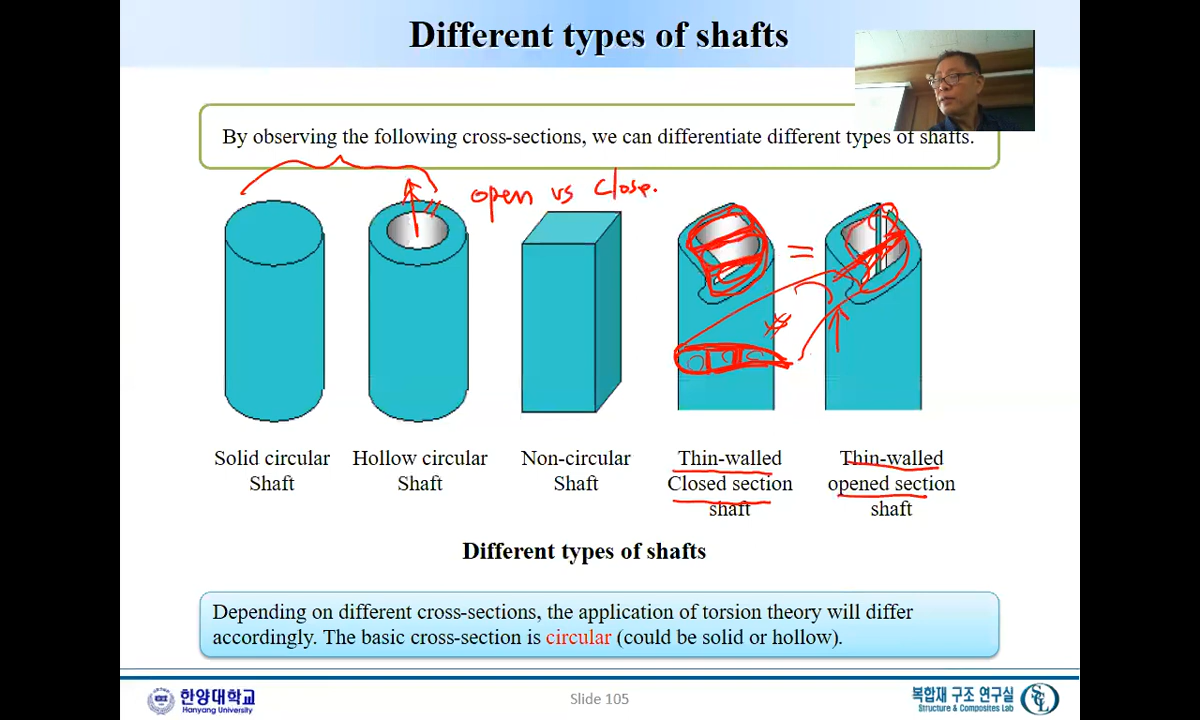 Different types of shafts
By observing the following cross-sections, we can differentiate different types of shafts.
open vs close.
Solid circular
Shaft
Hollow circular
Shaft
Non-circular
Shaft
Thin-walled
Closed section
shaft
Thin-walled
opened section
shaft
Different types of shafts
Depending on different cross-sections, the application of torsion theory will differ
accordingly. The basic cross-section is circular (could be solid or hollow).
한양대학교
Hanyang University
Slide 105
복합재 구조 연구실
Structure & Composites Lab